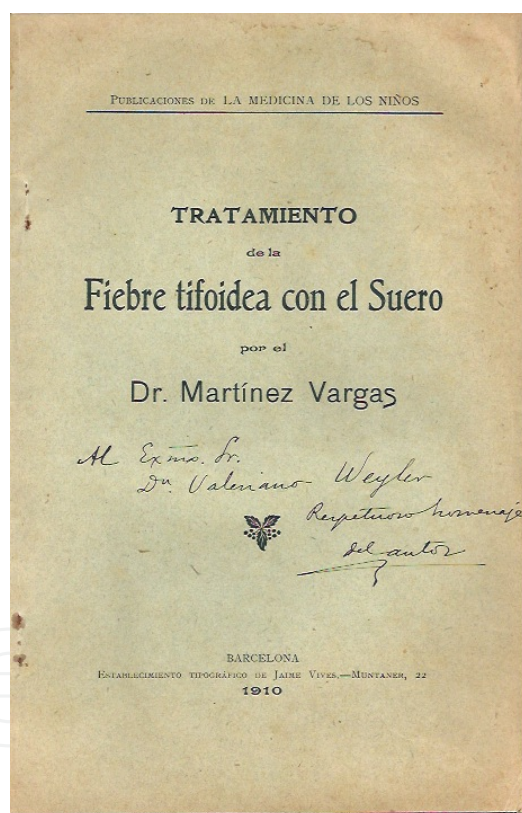 PUBLICACIONES DE LA MEDICINA DE LOS NIÑOS
TRATAMIENTO
de la
Fiebre tifoidea con el Suero
por el
Dr. Martínez Vargas
Al Exmo. Sr.
Dn Valeriano Weyler
Respetuoso homenaje
del autor
BARCELONA
ESTABLECIMIENTO TIPOGRÁFICO DE JAIME VIVES.—MUNTANER, 22
1910